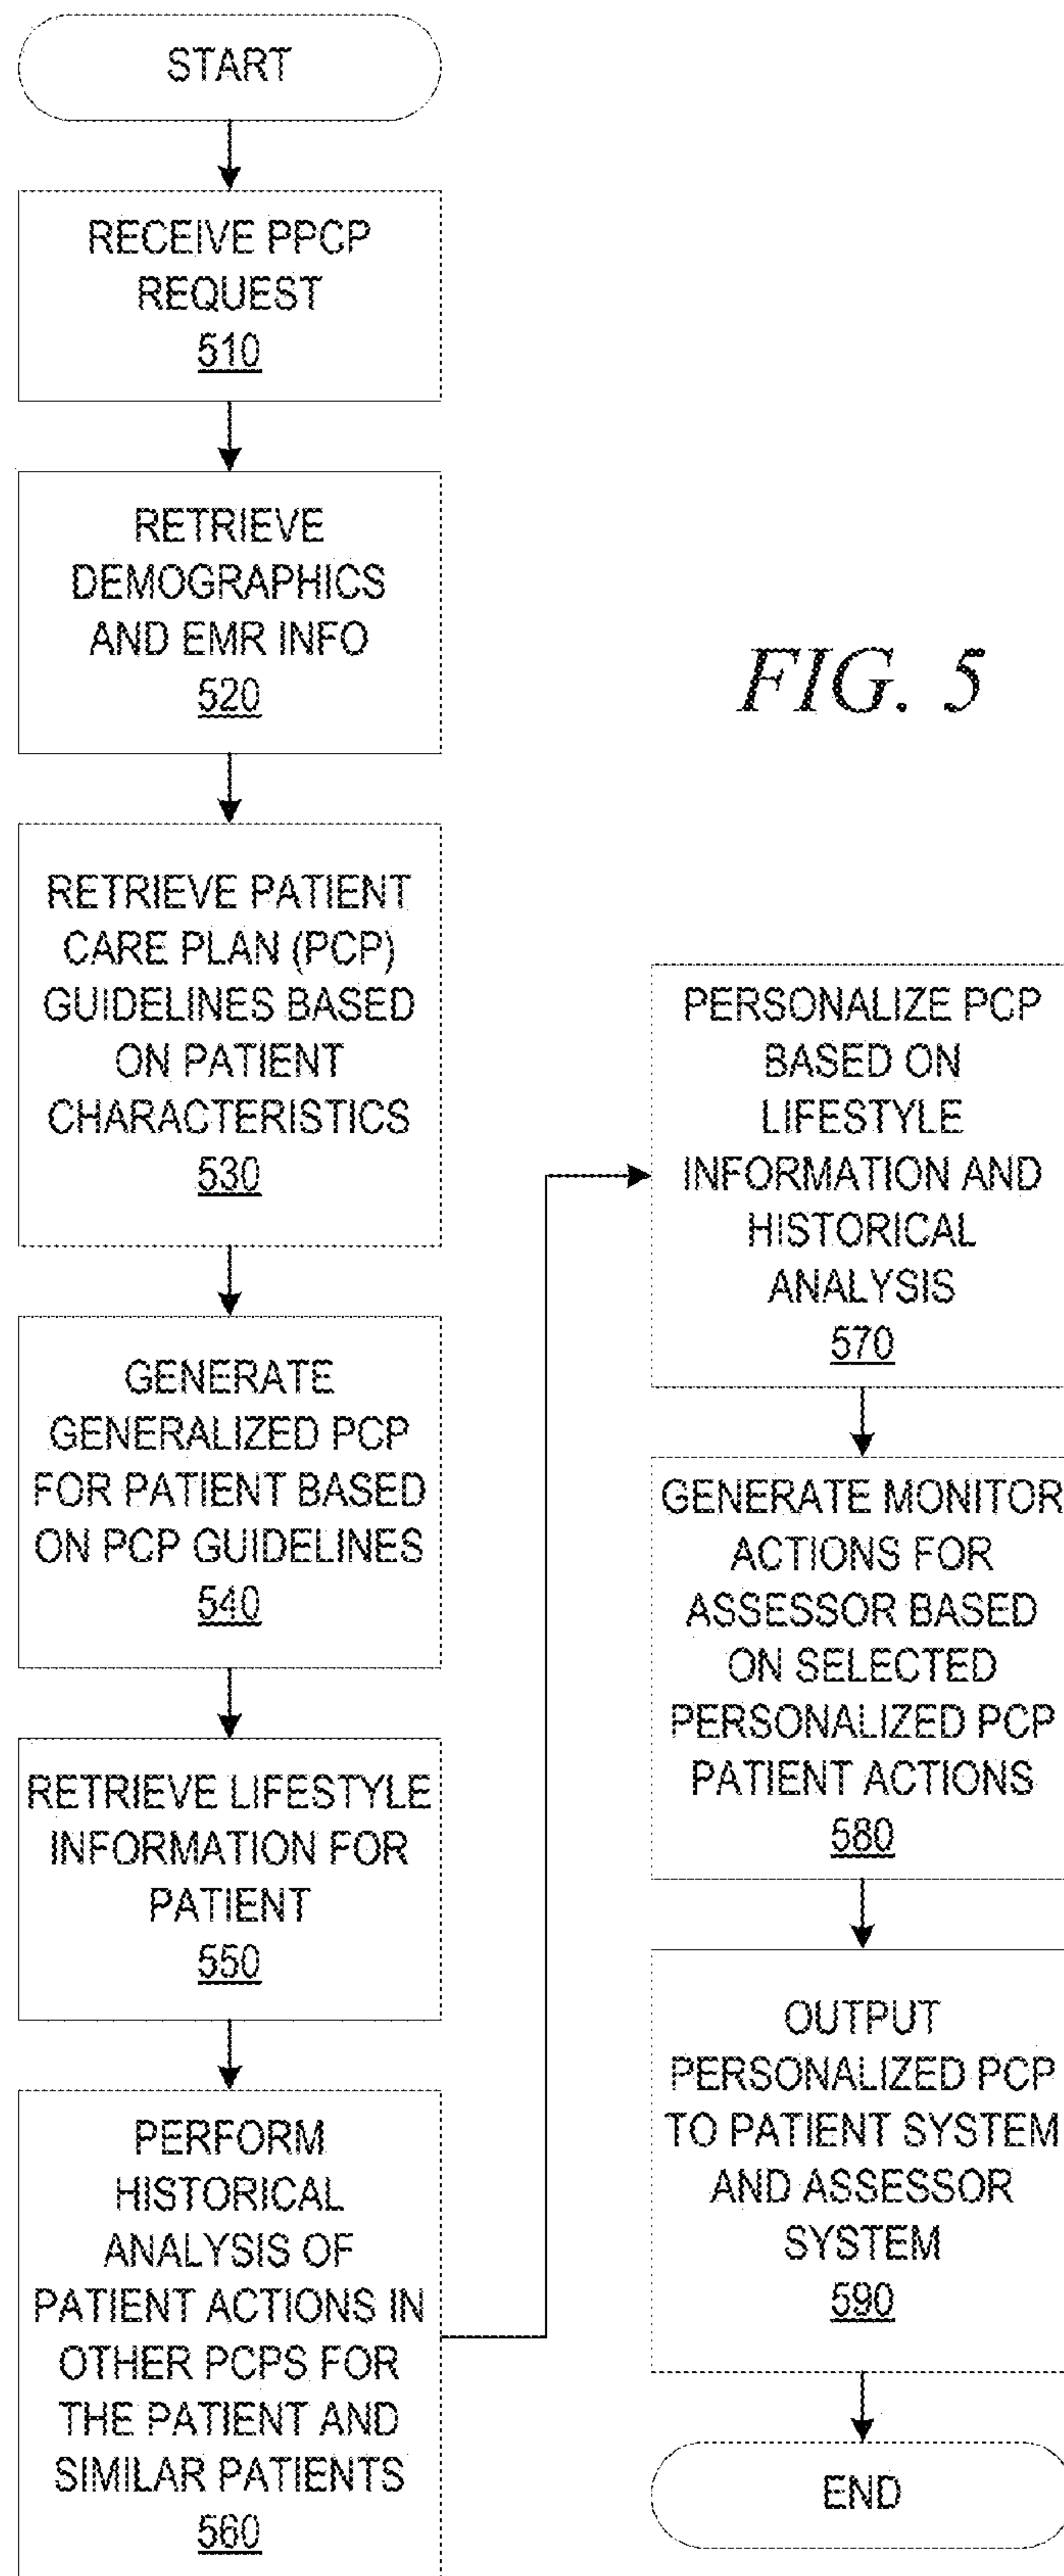 START
RECEIVE PPCP
REQUEST
510
RETRIEVE
DEMOGRAPHICS
AND EMR INFO
520
RETRIEVE PATIENT
CARE PLAN (PCP)
GUIDELINES BASED
ON PATIENT
CHARACTERISTICS
530
GENERATE
GENERALIZED PCP
FOR PATIENT BASED
ON PCP GUIDELINES
540
RETRIEVE LIFESTYLE
INFORMATION FOR
PATIENT
550
PERFORM
HISTORICAL
ANALYSIS OF
PATIENT ACTIONS IN
OTHER PCPS FOR
THE PATIENT AND
SIMILAR PATIENTS
560
FIG. 5
PERSONALIZE PCP
BASED ON
LIFESTYLE
INFORMATION AND
HISTORICAL
ANALYSIS
570
GENERATE MONITOR
ACTIONS FOR
ASSESSOR BASED
ON SELECTED
PERSONALIZED PCP
PATIENT ACTIONS
580
OUTPUT
PERSONALIZED PCP
TO PATIENT SYSTEM
AND ASSESSOR
SYSTEM
590
END